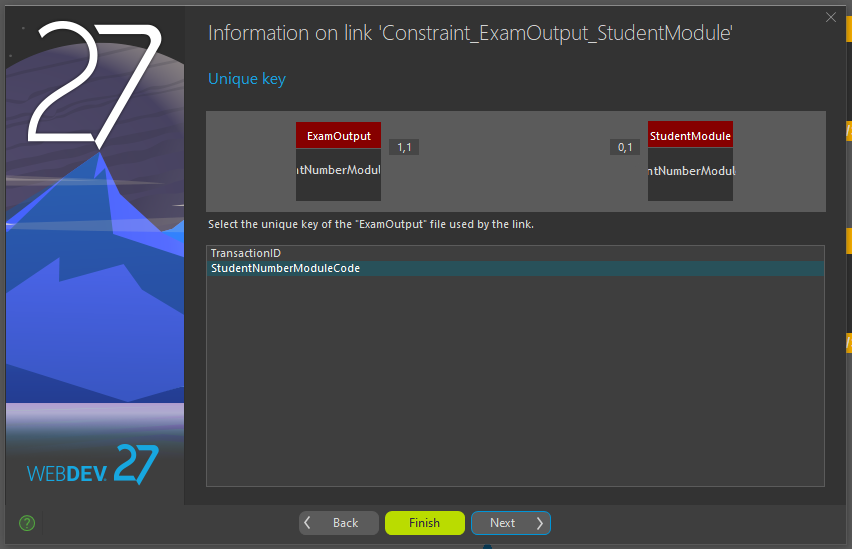 27
Information on link 'Constraint_ExamOutput_StudentModule'
Unique key
ExamOutput
1,1
0,1
StudentModule
ntNumberModul
ntNumberModul
Select the unique key of the "ExamOutput" file used by the link.
TransactionID
StudentNumberModuleCode
WEBDEV 27
?
Back
Finish
Next